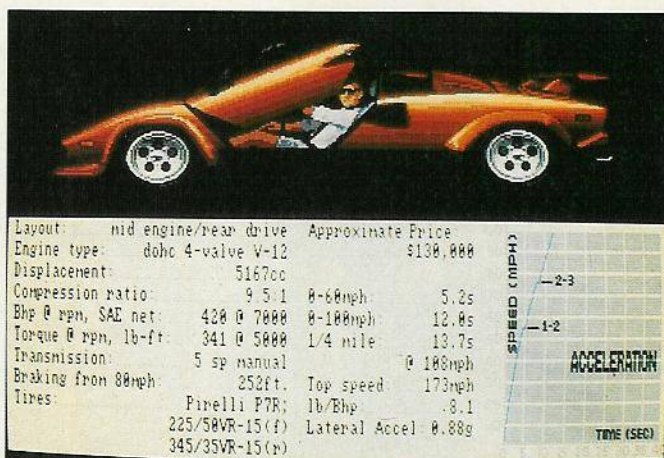 Layout: mid engine/rear drive
Engine type: dohc 4-valve V-12
Displacement: 5167cc
Compression ratio: 9.5:1
Bhp @ rpm, SAE net: 420 @ 7000
Torque @ rpm, lb-ft: 341 @ 5000
Transmission: 5 sp manual
Braking from 80mph: 252ft.
Tires: Pirelli P7R;
225/50VR-15(f)
345/35VR-15(r)
Approximate Price
$130,000
0-60mph: 5.2s
0-100mph: 12.0s
1/4 mile: 13.7s
@ 108mph
Top speed 173mph
lb/Bhp 8.1
Lateral Accel: 0.88g
SPEED (MPH)
2-3
1-2
ACCELERATION
TIME (SEC)